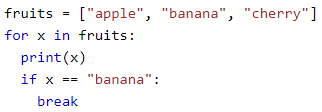 fruits = ["apple", "banana", "cherry"]
for x in fruits:
  print(x)
  if x == "banana":
    break